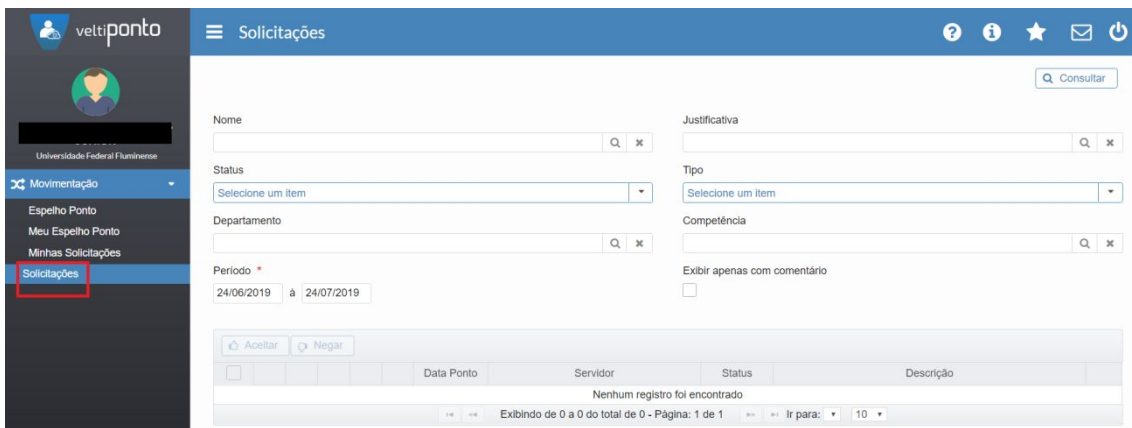 veltiponto
Solicitações
Consultar
Universidade Federal Fluminense
Movimentação
Espelho Ponto
Meu Espelho Ponto
Minhas Solicitações
Solicitações
Nome
Justificativa
Status
Tipo
Selecione um item
Selecione um item
Departamento
Competência
Período *
Exibir apenas com comentário
24/06/2019 à 24/07/2019
Aceitar Negar
Data Ponto Servidor Status Descrição
Nenhum registro foi encontrado
Exibindo de 0 a 0 do total de 0 - Página: 1 de 1 Ir para: 10